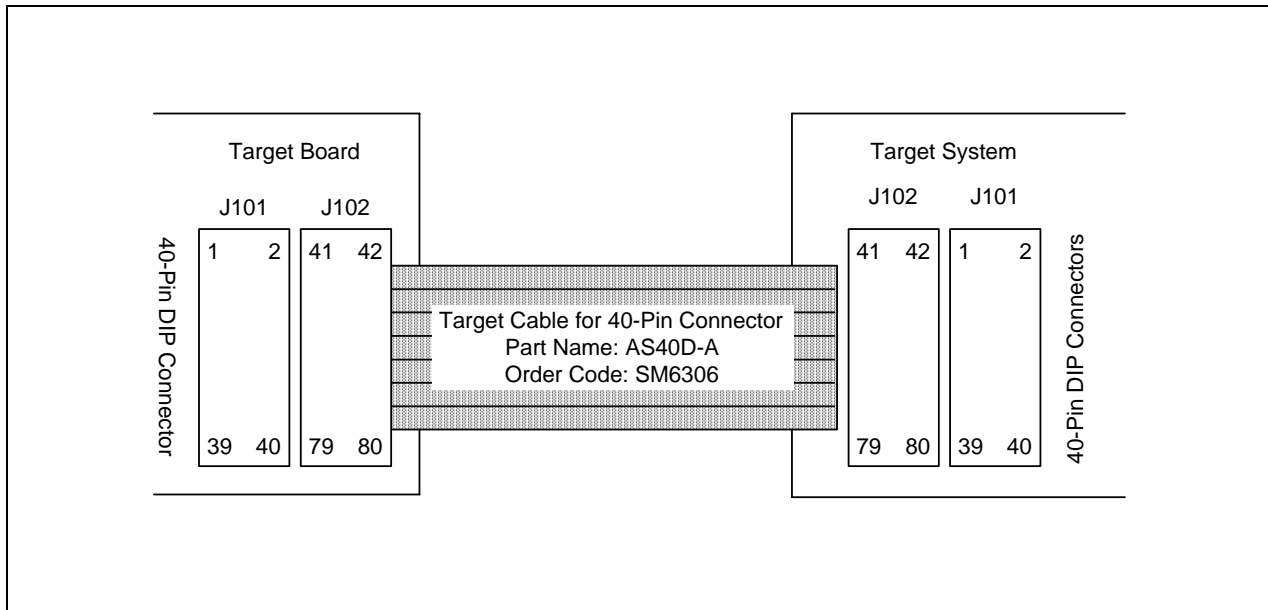 Target Board
J101 J102
40-Pin DIP Connector
1 2 41 42
39 40 79 80
Target Cable for 40-Pin Connector
Part Name: AS40D-A
Order Code: SM6306
Target System
J102 J101
41 42 1 2
79 80 39 40
40-Pin DIP Connectors